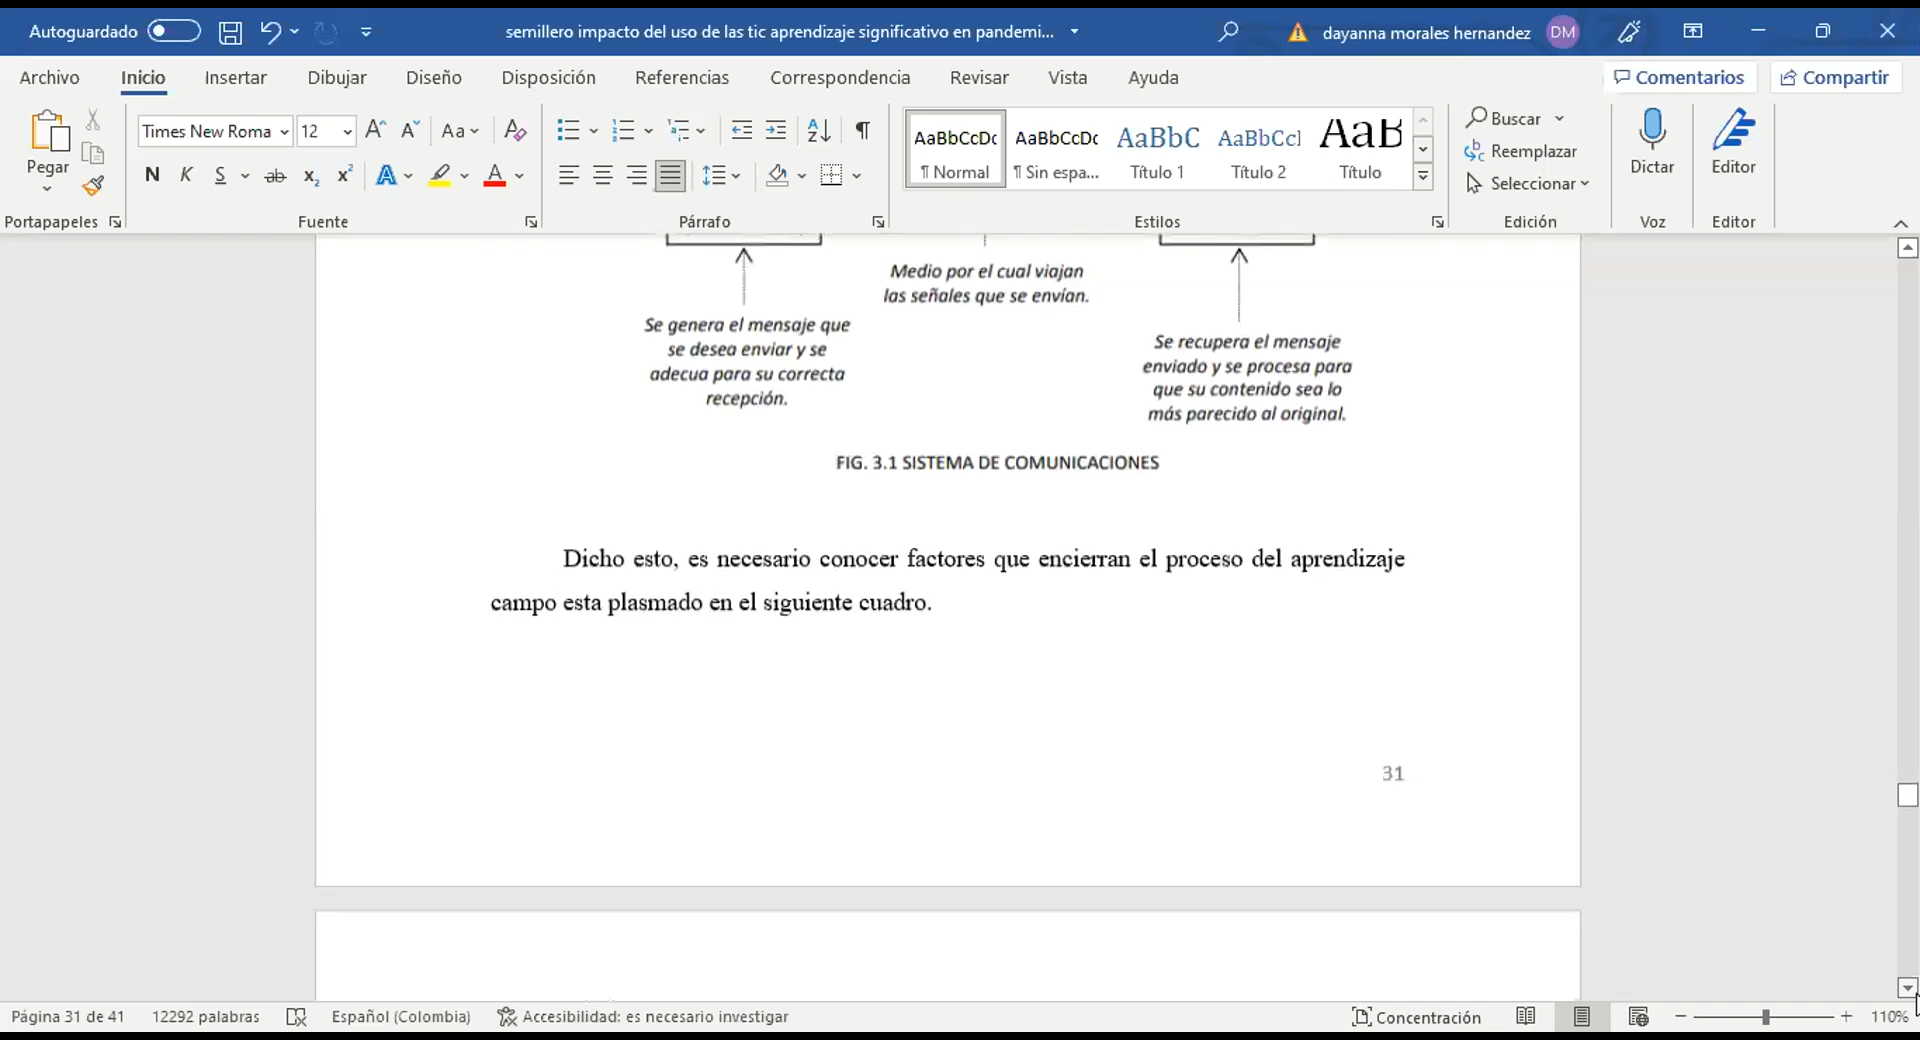 Autoguardado
semillero impacto del uso de las tic aprendizaje significativo en pandemi...
dayanna morales hernandez
DM
Archivo
Inicio
Insertar
Dibujar
Diseño
Disposición
Referencias
Correspondencia
Revisar
Vista
Ayuda
Comentarios
Compartir
Pegar
Portapapeles
Times New Roma
12
Aa
N K S ab x₂ x²
Fuente
Párrafo
AaBbCcDc
¶ Normal
AaBbCcDc
¶ Sin espa...
AaBbC
Título 1
AaBbCcl
Título 2
AaB
Título
Estilos
Buscar
Reemplazar
Seleccionar
Edición
Dictar
Voz
Editor
Editor
Medio por el cual viajan
las señales que se envían.
Se genera el mensaje que
se desea enviar y se
adecua para su correcta
recepción.
Se recupera el mensaje
enviado y se procesa para
que su contenido sea lo
más parecido al original.
FIG. 3.1 SISTEMA DE COMUNICACIONES
Dicho esto, es necesario conocer factores que encierran el proceso del aprendizaje
campo esta plasmado en el siguiente cuadro.
31
Página 31 de 41
12292 palabras
Español (Colombia)
Accesibilidad: es necesario investigar
Concentración
110%